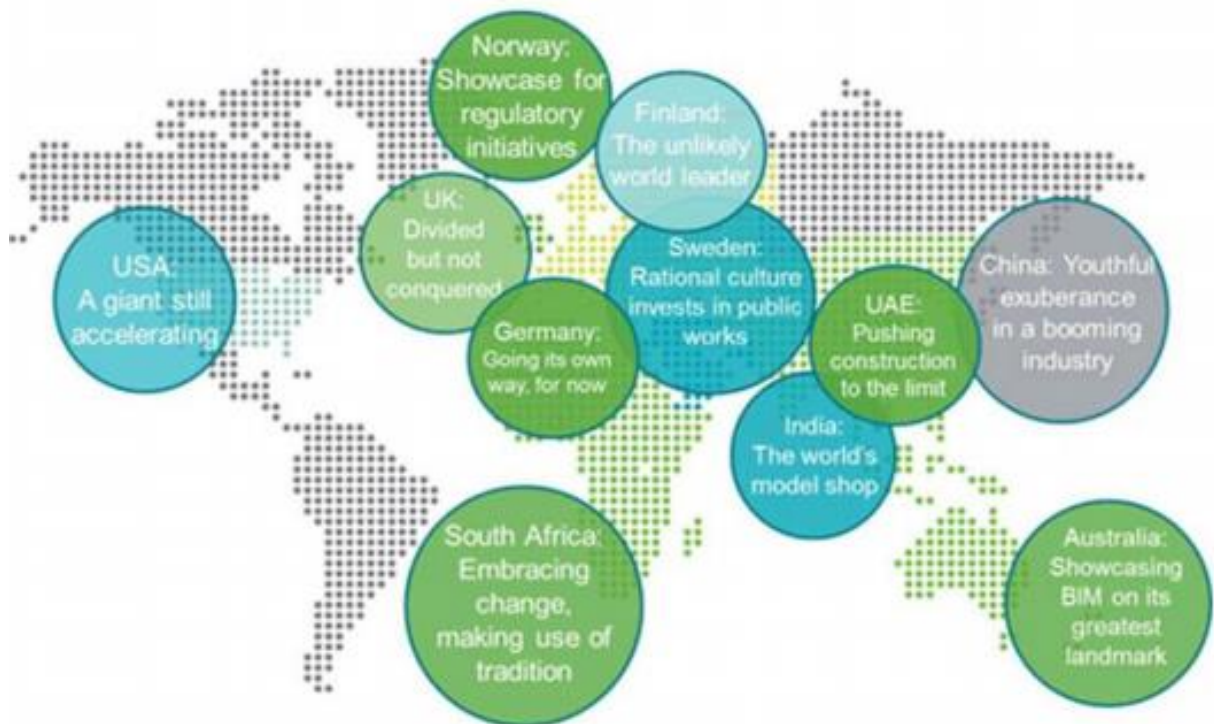 Norway:
Showcase for
regulatory
initiatives
Finland:
The unlikely
world leader
UK:
Divided
but not
conquered
USA:
A giant still
accelerating
Sweden:
Rational culture
invests in public
works
Germany:
Going its own
way, for now
UAE:
Pushing
construction
to the limit
China: Youthful
exuberance
in a booming
industry
India:
The world's
model shop
South Africa:
Embracing
change,
making use of
tradition
Australia:
Showcasing
BIM on its
greatest
landmark